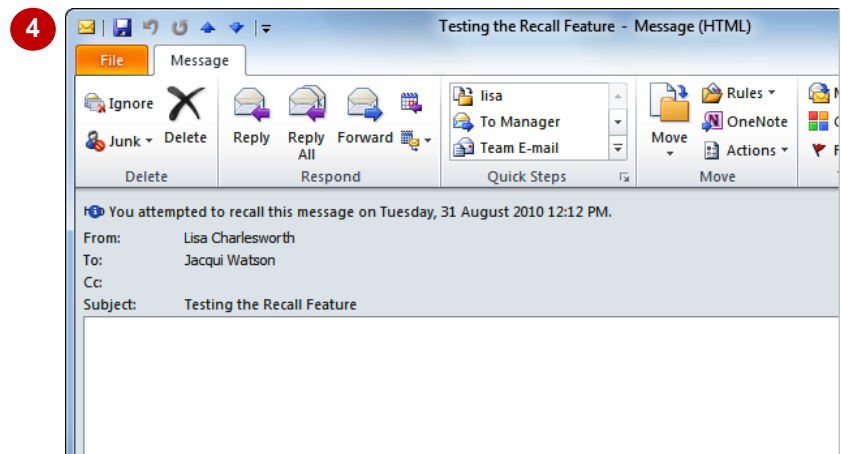 4
Testing the Recall Feature - Message (HTML)
File Message
Ignore
Junk
Delete
Reply
Reply All
Forward
lisa
To Manager
Team E-mail
Move
Rules
OneNote
Actions
Delete Respond Quick Steps Move
You attempted to recall this message on Tuesday, 31 August 2010 12:12 PM.
From: Lisa Charlesworth
To: Jacqui Watson
Cc:
Subject: Testing the Recall Feature